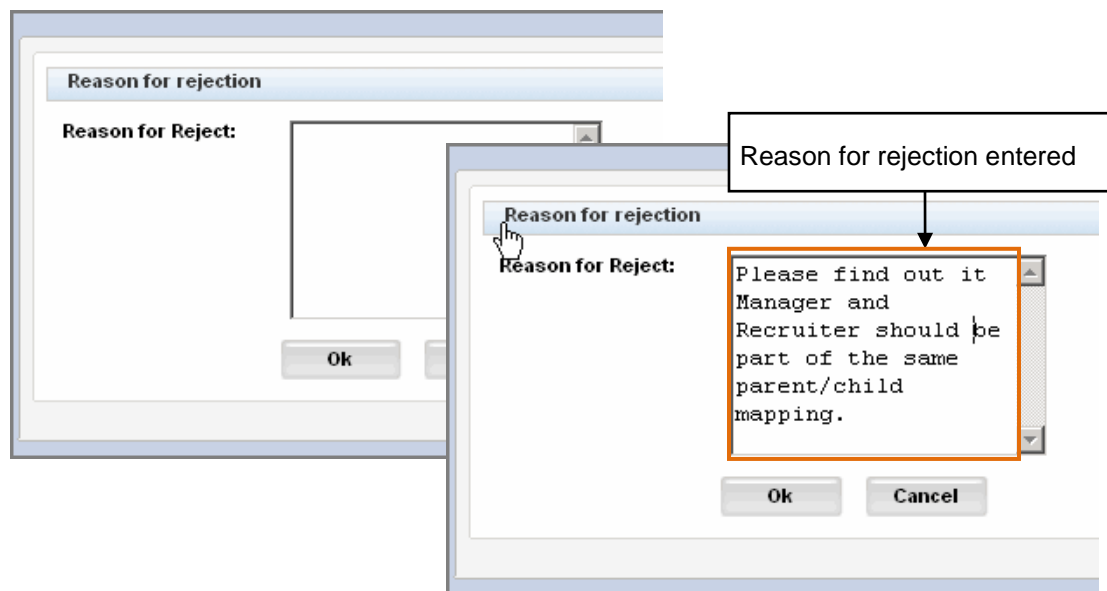 Reason for rejection
Reason for Reject:
Ok
Reason for rejection entered
Reason for rejection
Reason for Reject:
Please find out it
Manager and
Recruiter should be
part of the same
parent/child
mapping.
Ok Cancel